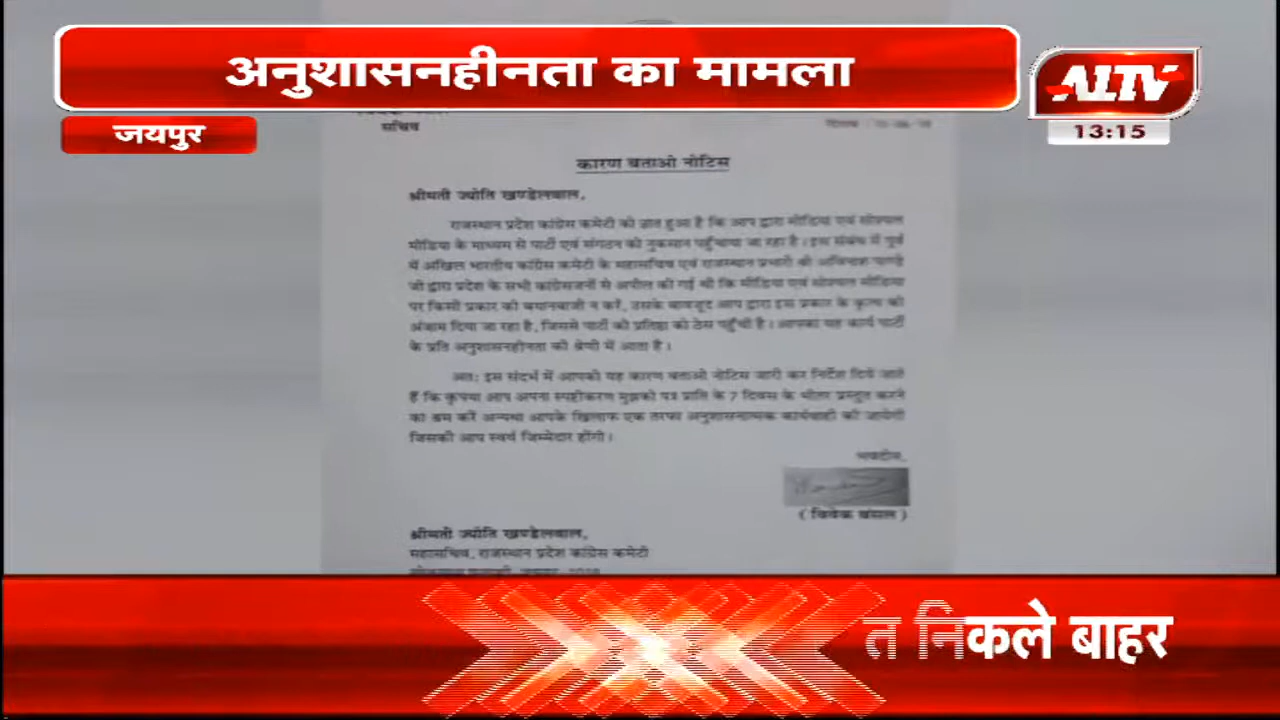 अनुशासनहीनता का मामला
ALTV
13:15
जयपुर
सचिव
कारण बताओ नोटिस
श्रीमती ज्योति खण्डेलवाल,
राजस्थान प्रदेश कांग्रेस कमेटी को ज्ञात हुआ है कि आप द्वारा मीडिया एवं सोश्यल
मीडिया के माध्यम से पार्टी एवं संगठन को नुकसान पहुँचाया जा रहा है। इस संबंध में पूर्व
में अखिल भारतीय कांग्रेस कमेटी के महासचिव एवं राजस्थान प्रभारी श्री अविनाश पाण्डे
जी द्वारा प्रदेश के सभी कांग्रेसजनों से अपील की गई थी कि मीडिया एवं सोश्यल मीडिया
पर किसी प्रकार की बयानबाजी न करें, उसके बावजूद आप द्वारा इस प्रकार के कृत्य को
अंजाम दिया जा रहा है, जिससे पार्टी की प्रतिष्ठा को ठेस पहुँची है। आपका यह कार्य पार्टी
के प्रति अनुशासनहीनता की श्रेणी में आता है।
अतः इस संदर्भ में आपको यह कारण बताओ नोटिस जारी कर निर्देश दिये जाते
हैं कि कृपया आप अपना स्पष्टीकरण मुझको पत्र प्राप्ति के 7 दिवस के भीतर प्रस्तुत करने
का श्रम करें अन्यथा आपके खिलाफ एक तरफा अनुशासनात्मक कार्यवाही की जायेगी
जिसकी आप स्वयं जिम्मेदार होंगी।
भवदीय,
( विवेक बंसल )
श्रीमती ज्योति खण्डेलवाल,
महासचिव, राजस्थान प्रदेश कांग्रेस कमेटी
त निकले बाहर